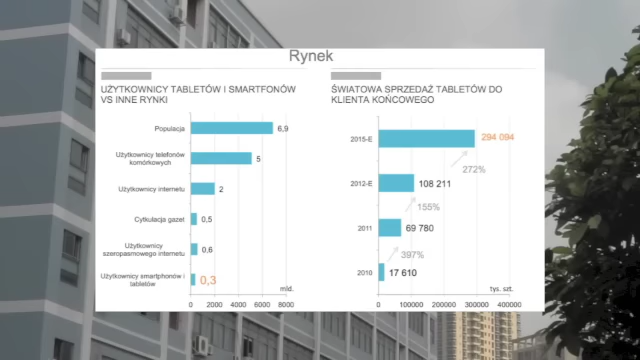 Rynek
UŻYTKOWNICY TABLETÓW I SMARTFONÓW
VS INNE RYNKI
Populacja
6,9
Użytkownicy telefonów
komórkowych
5
Użytkownicy internetu
2
Cytkulacja gazet
0,5
Użytkownicy
szeropasmowego internetu
0,6
Użytkownicy smartphonów i
tabletów
0,3
mld.
0 2000 4000 6000 8000
ŚWIATOWA SPRZEDAŻ TABLETÓW DO
KLIENTA KOŃCOWEGO
2015-E
294 094
272%
2012-E
108 211
155%
2011
69 780
397%
2010
17 610
tys. szt.
0 100000 200000 300000 400000